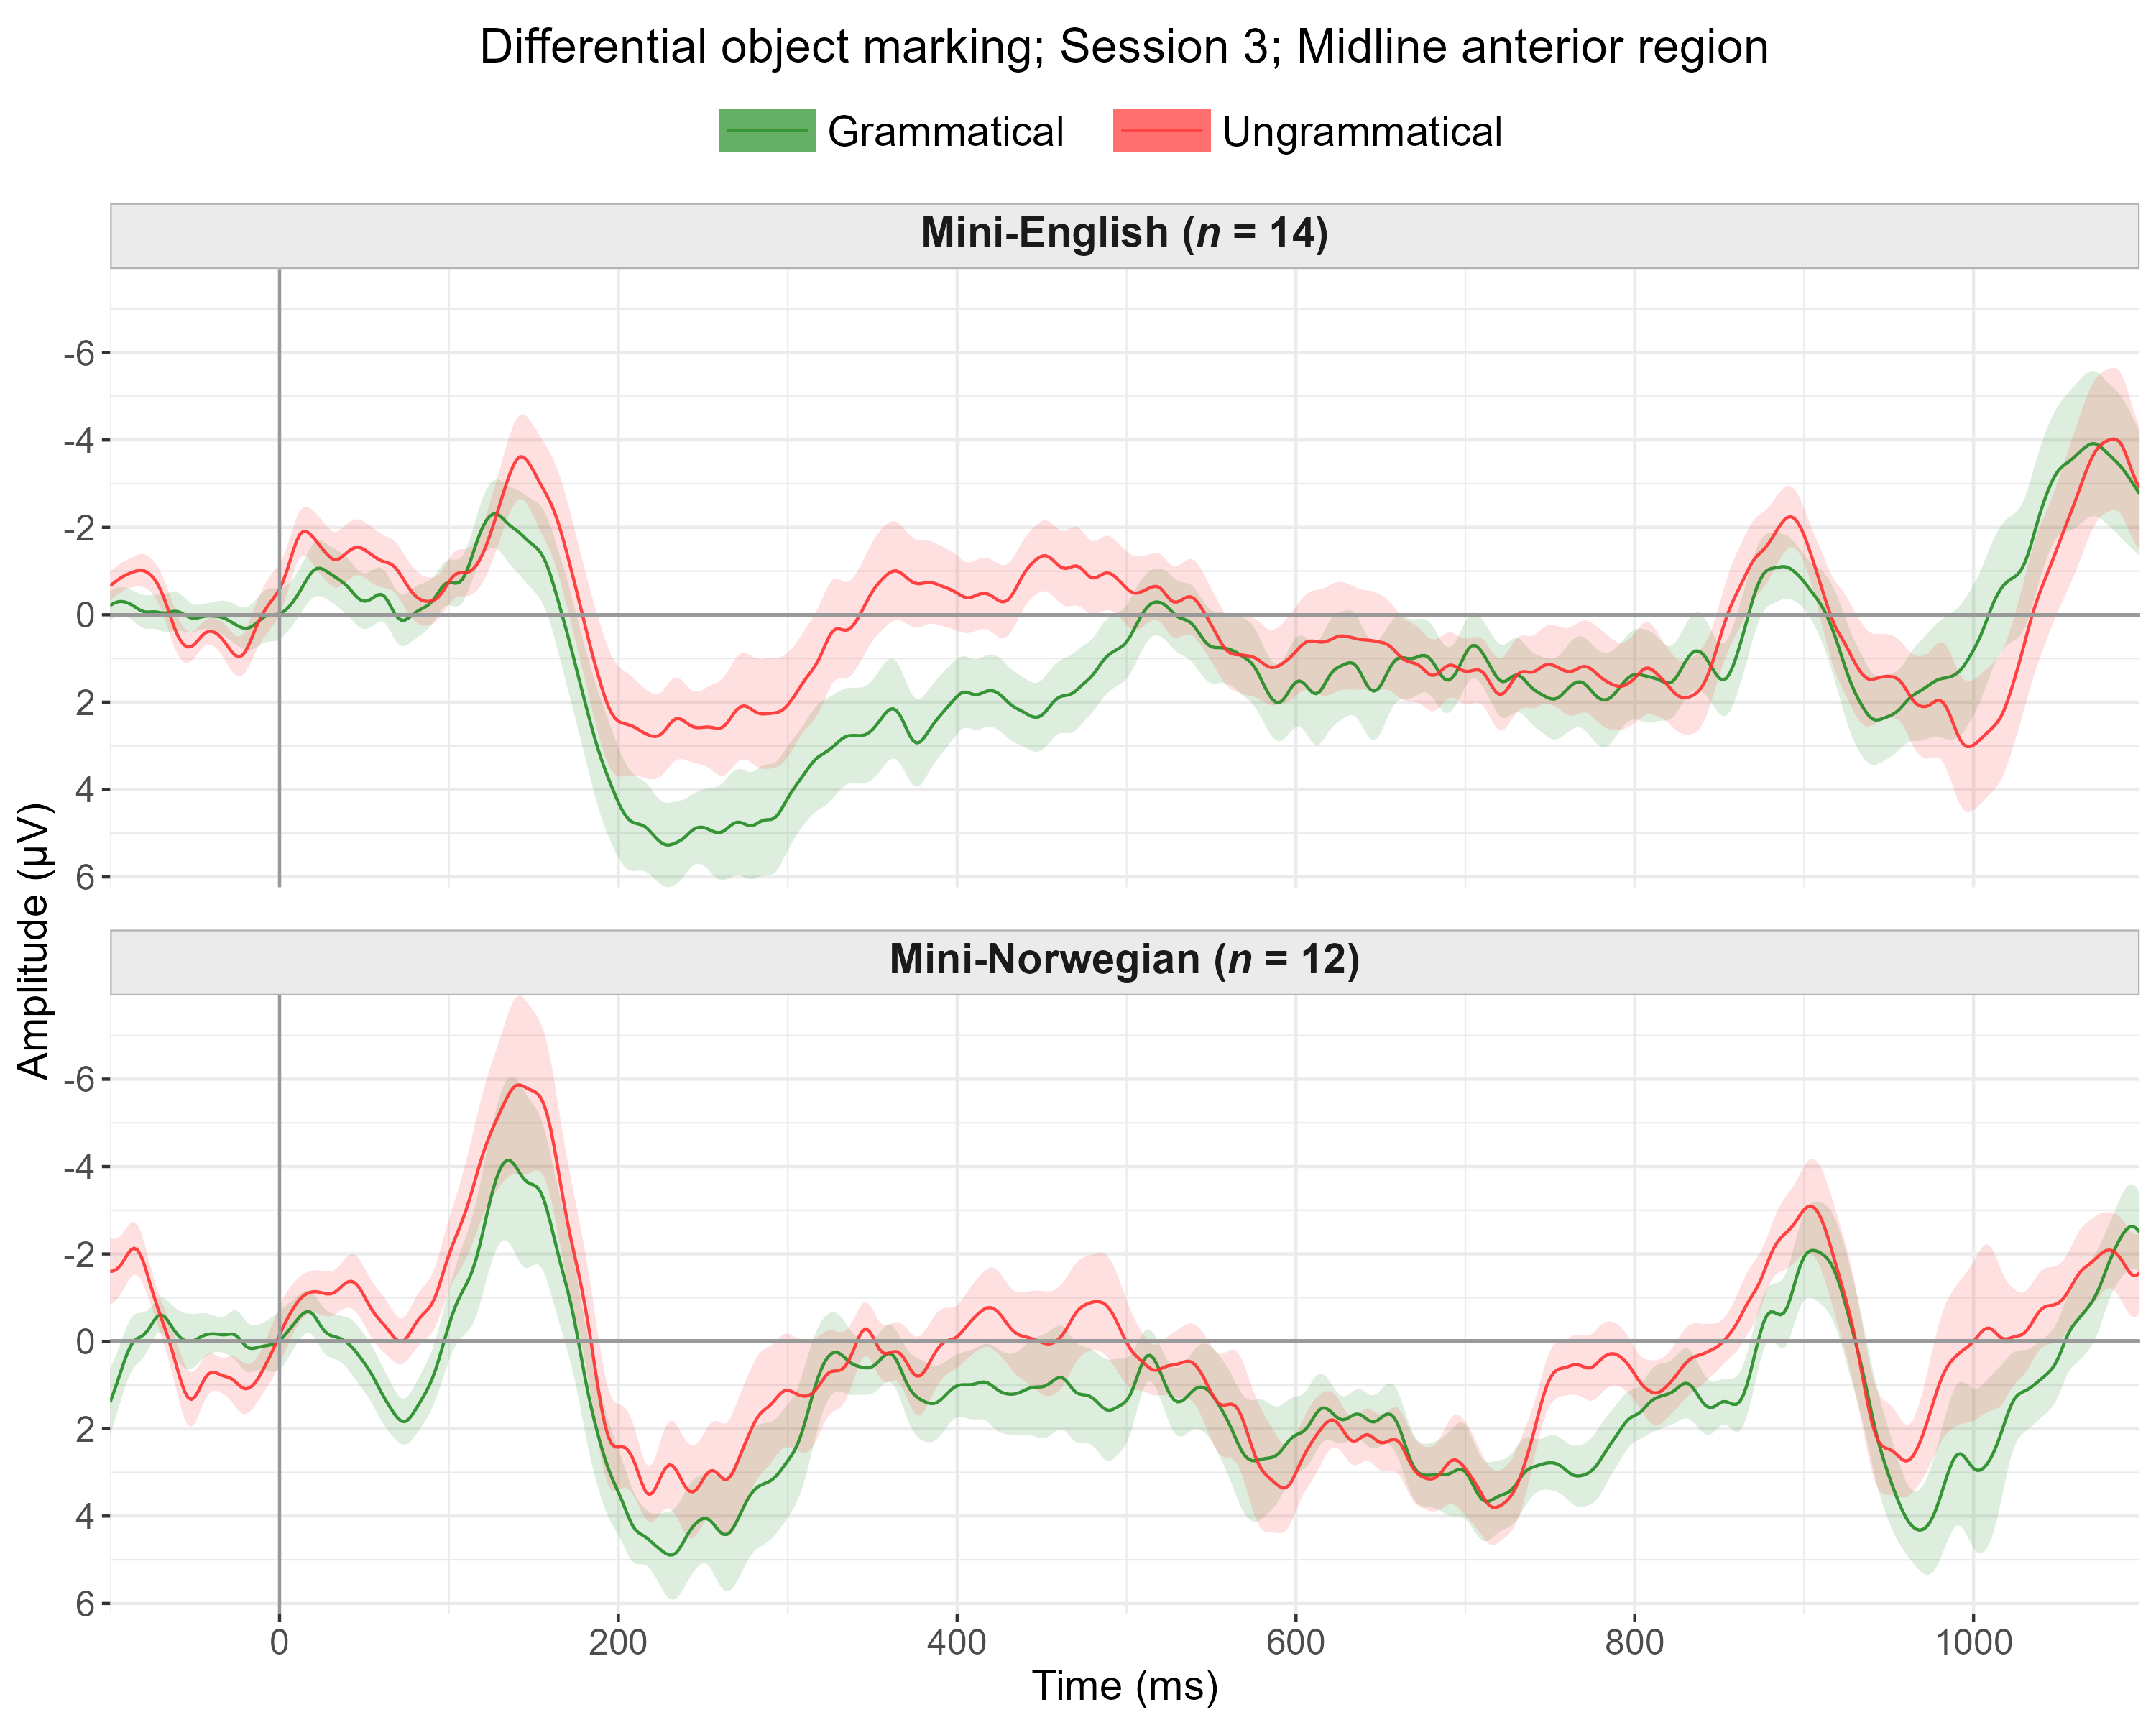 Differential object marking; Session 3; Midline anterior region
Grammatical
Ungrammatical
Mini-English (n = 14)
-6
-4
-2
0
2
4
6
Amplitude (µV)
Mini-Norwegian (n = 12)
-6
-4
-2
0
2
4
6
0 200 400 600 800 1000
Time (ms)